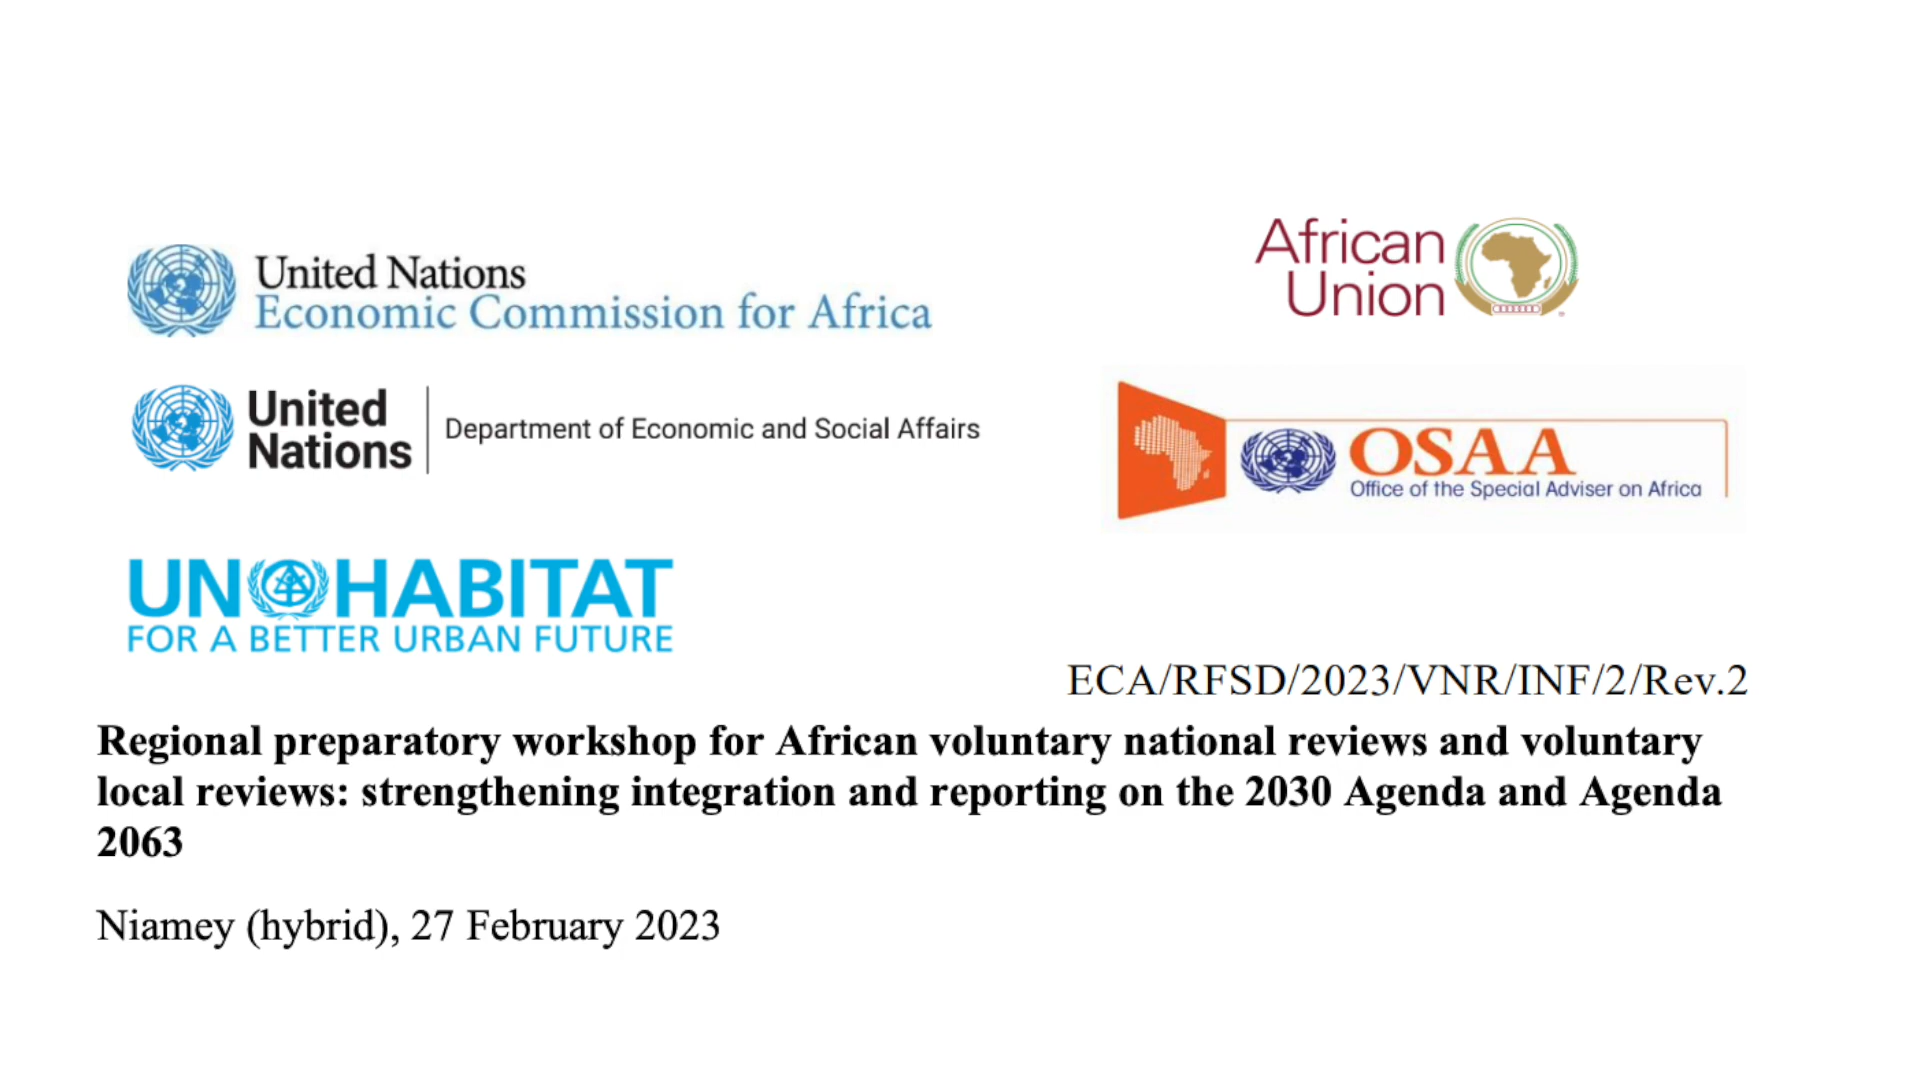 United Nations
Economic Commission for Africa
African
Union
United
Nations
Department of Economic and Social Affairs
OSAA
Office of the Special Adviser on Africa
UN HABITAT
FOR A BETTER URBAN FUTURE
ECA/RFSD/2023/VNR/INF/2/Rev.2
Regional preparatory workshop for African voluntary national reviews and voluntary
local reviews: strengthening integration and reporting on the 2030 Agenda and Agenda
2063
Niamey (hybrid), 27 February 2023